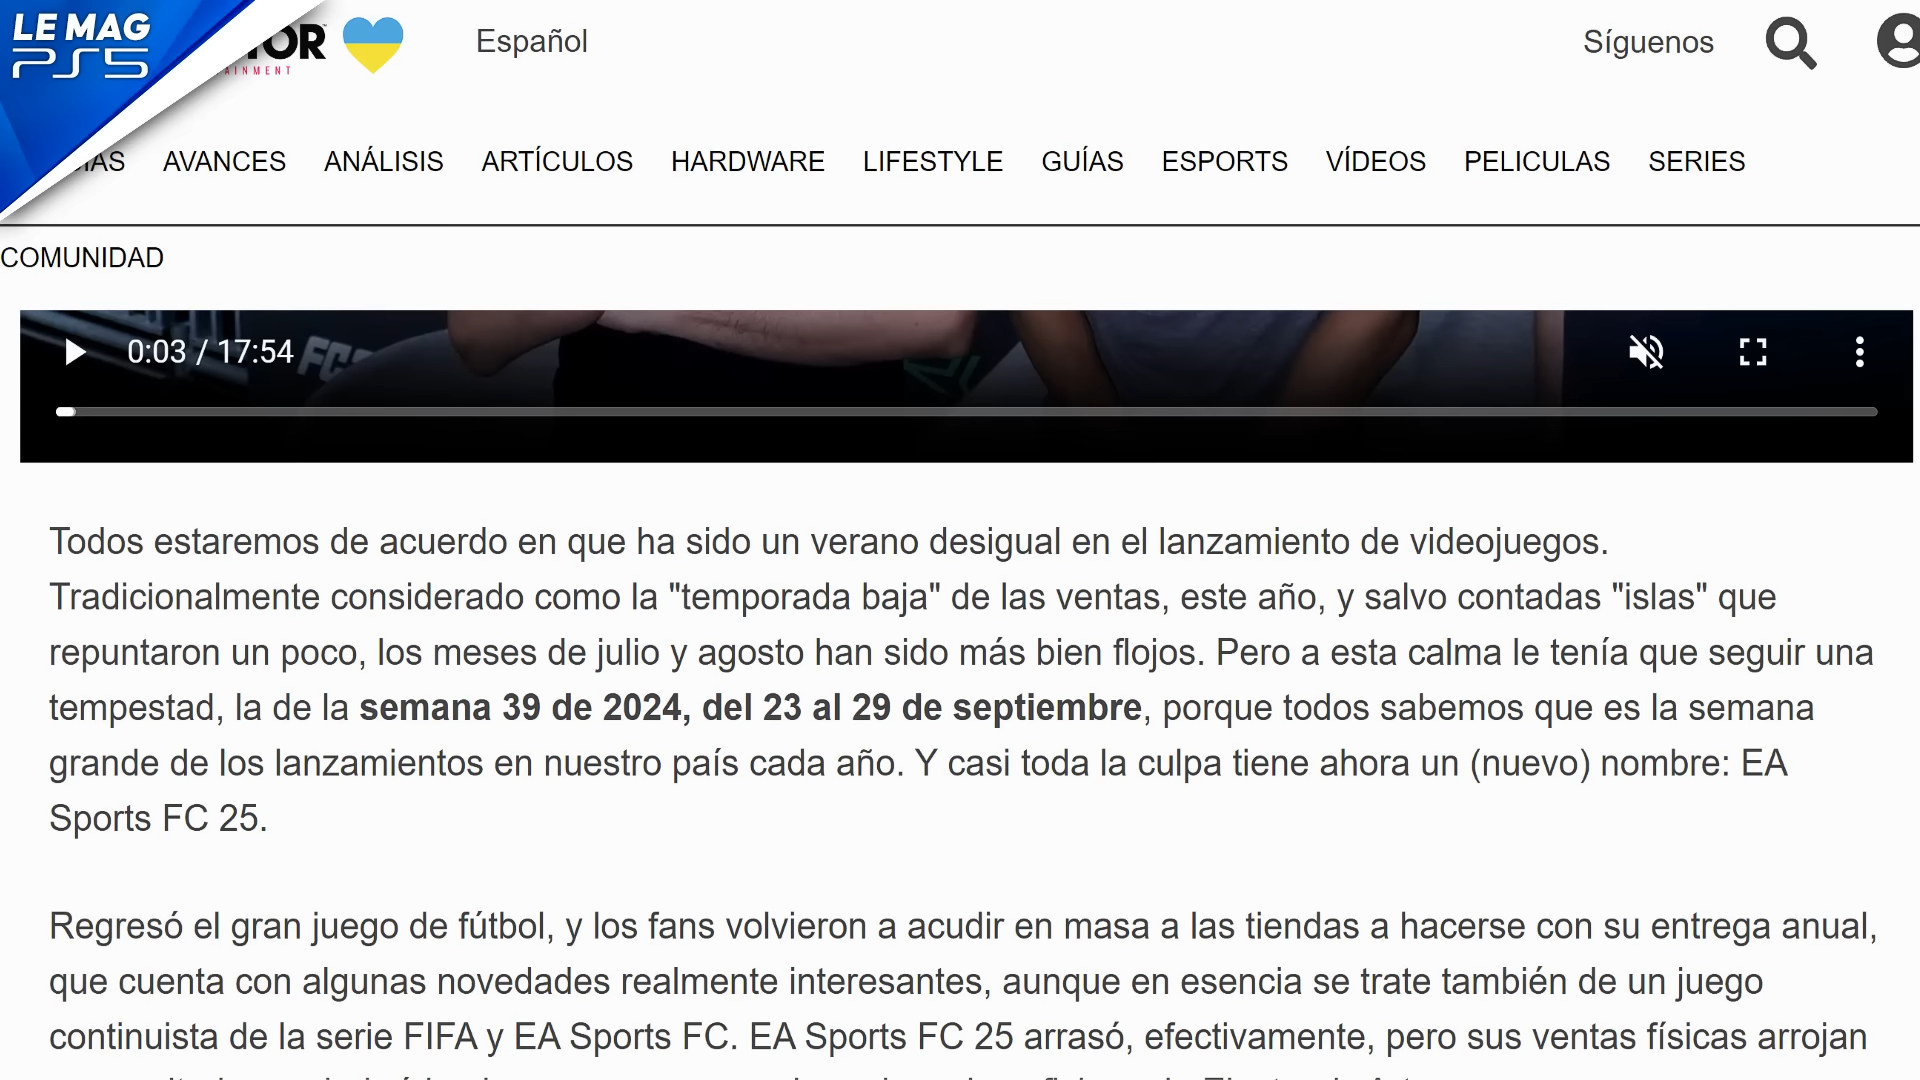 LE MAG
PS5
TOR
AINMENT
Español
Síguenos
AVANCES ANÁLISIS ARTÍCULOS HARDWARE LIFESTYLE GUÍAS ESPORTS VÍDEOS PELICULAS SERIES
COMUNIDAD
0:03 / 17:54
Todos estaremos de acuerdo en que ha sido un verano desigual en el lanzamiento de videojuegos.
Tradicionalmente considerado como la "temporada baja" de las ventas, este año, y salvo contadas "islas" que
repuntaron un poco, los meses de julio y agosto han sido más bien flojos. Pero a esta calma le tenía que seguir una
tempestad, la de la semana 39 de 2024, del 23 al 29 de septiembre, porque todos sabemos que es la semana
grande de los lanzamientos en nuestro país cada año. Y casi toda la culpa tiene ahora un (nuevo) nombre: EA
Sports FC 25.
Regresó el gran juego de fútbol, y los fans volvieron a acudir en masa a las tiendas a hacerse con su entrega anual,
que cuenta con algunas novedades realmente interesantes, aunque en esencia se trate también de un juego
continuista de la serie FIFA y EA Sports FC. EA Sports FC 25 arrasó, efectivamente, pero sus ventas físicas arrojan